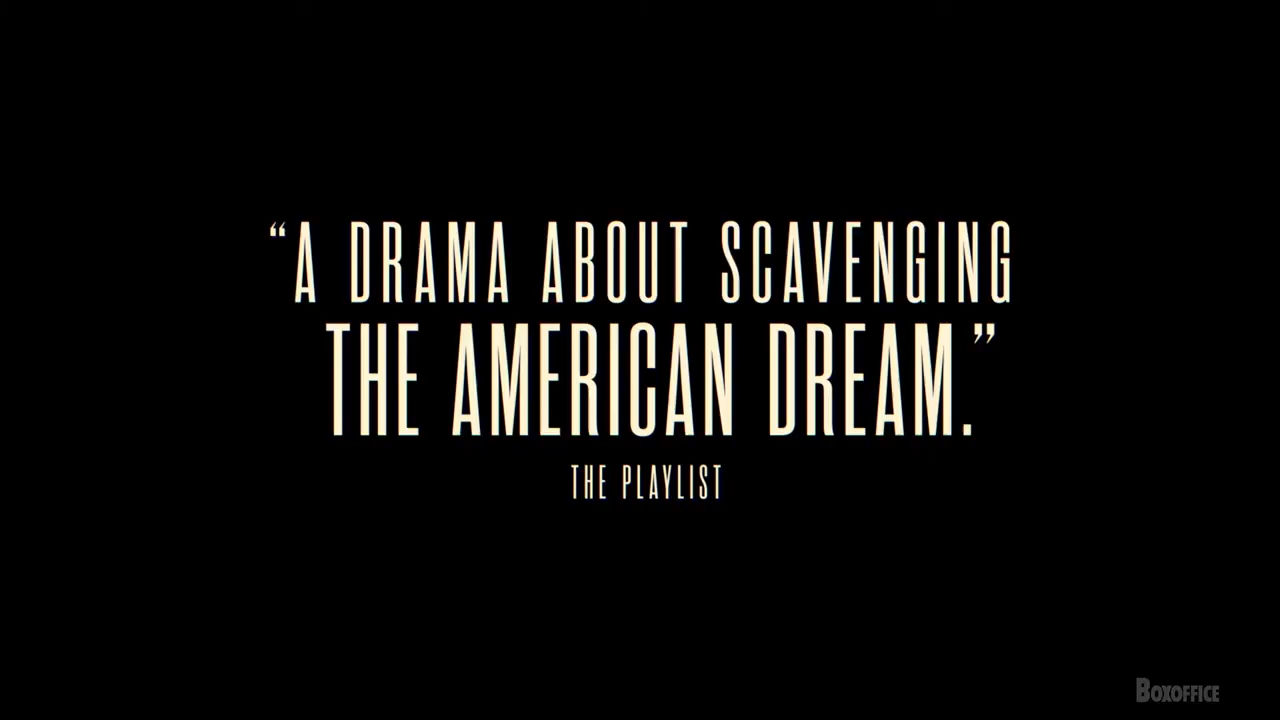 “A DRAMA ABOUT SCAVENGING
THE AMERICAN DREAM.”
THE PLAYLIST
BOXOFFICE